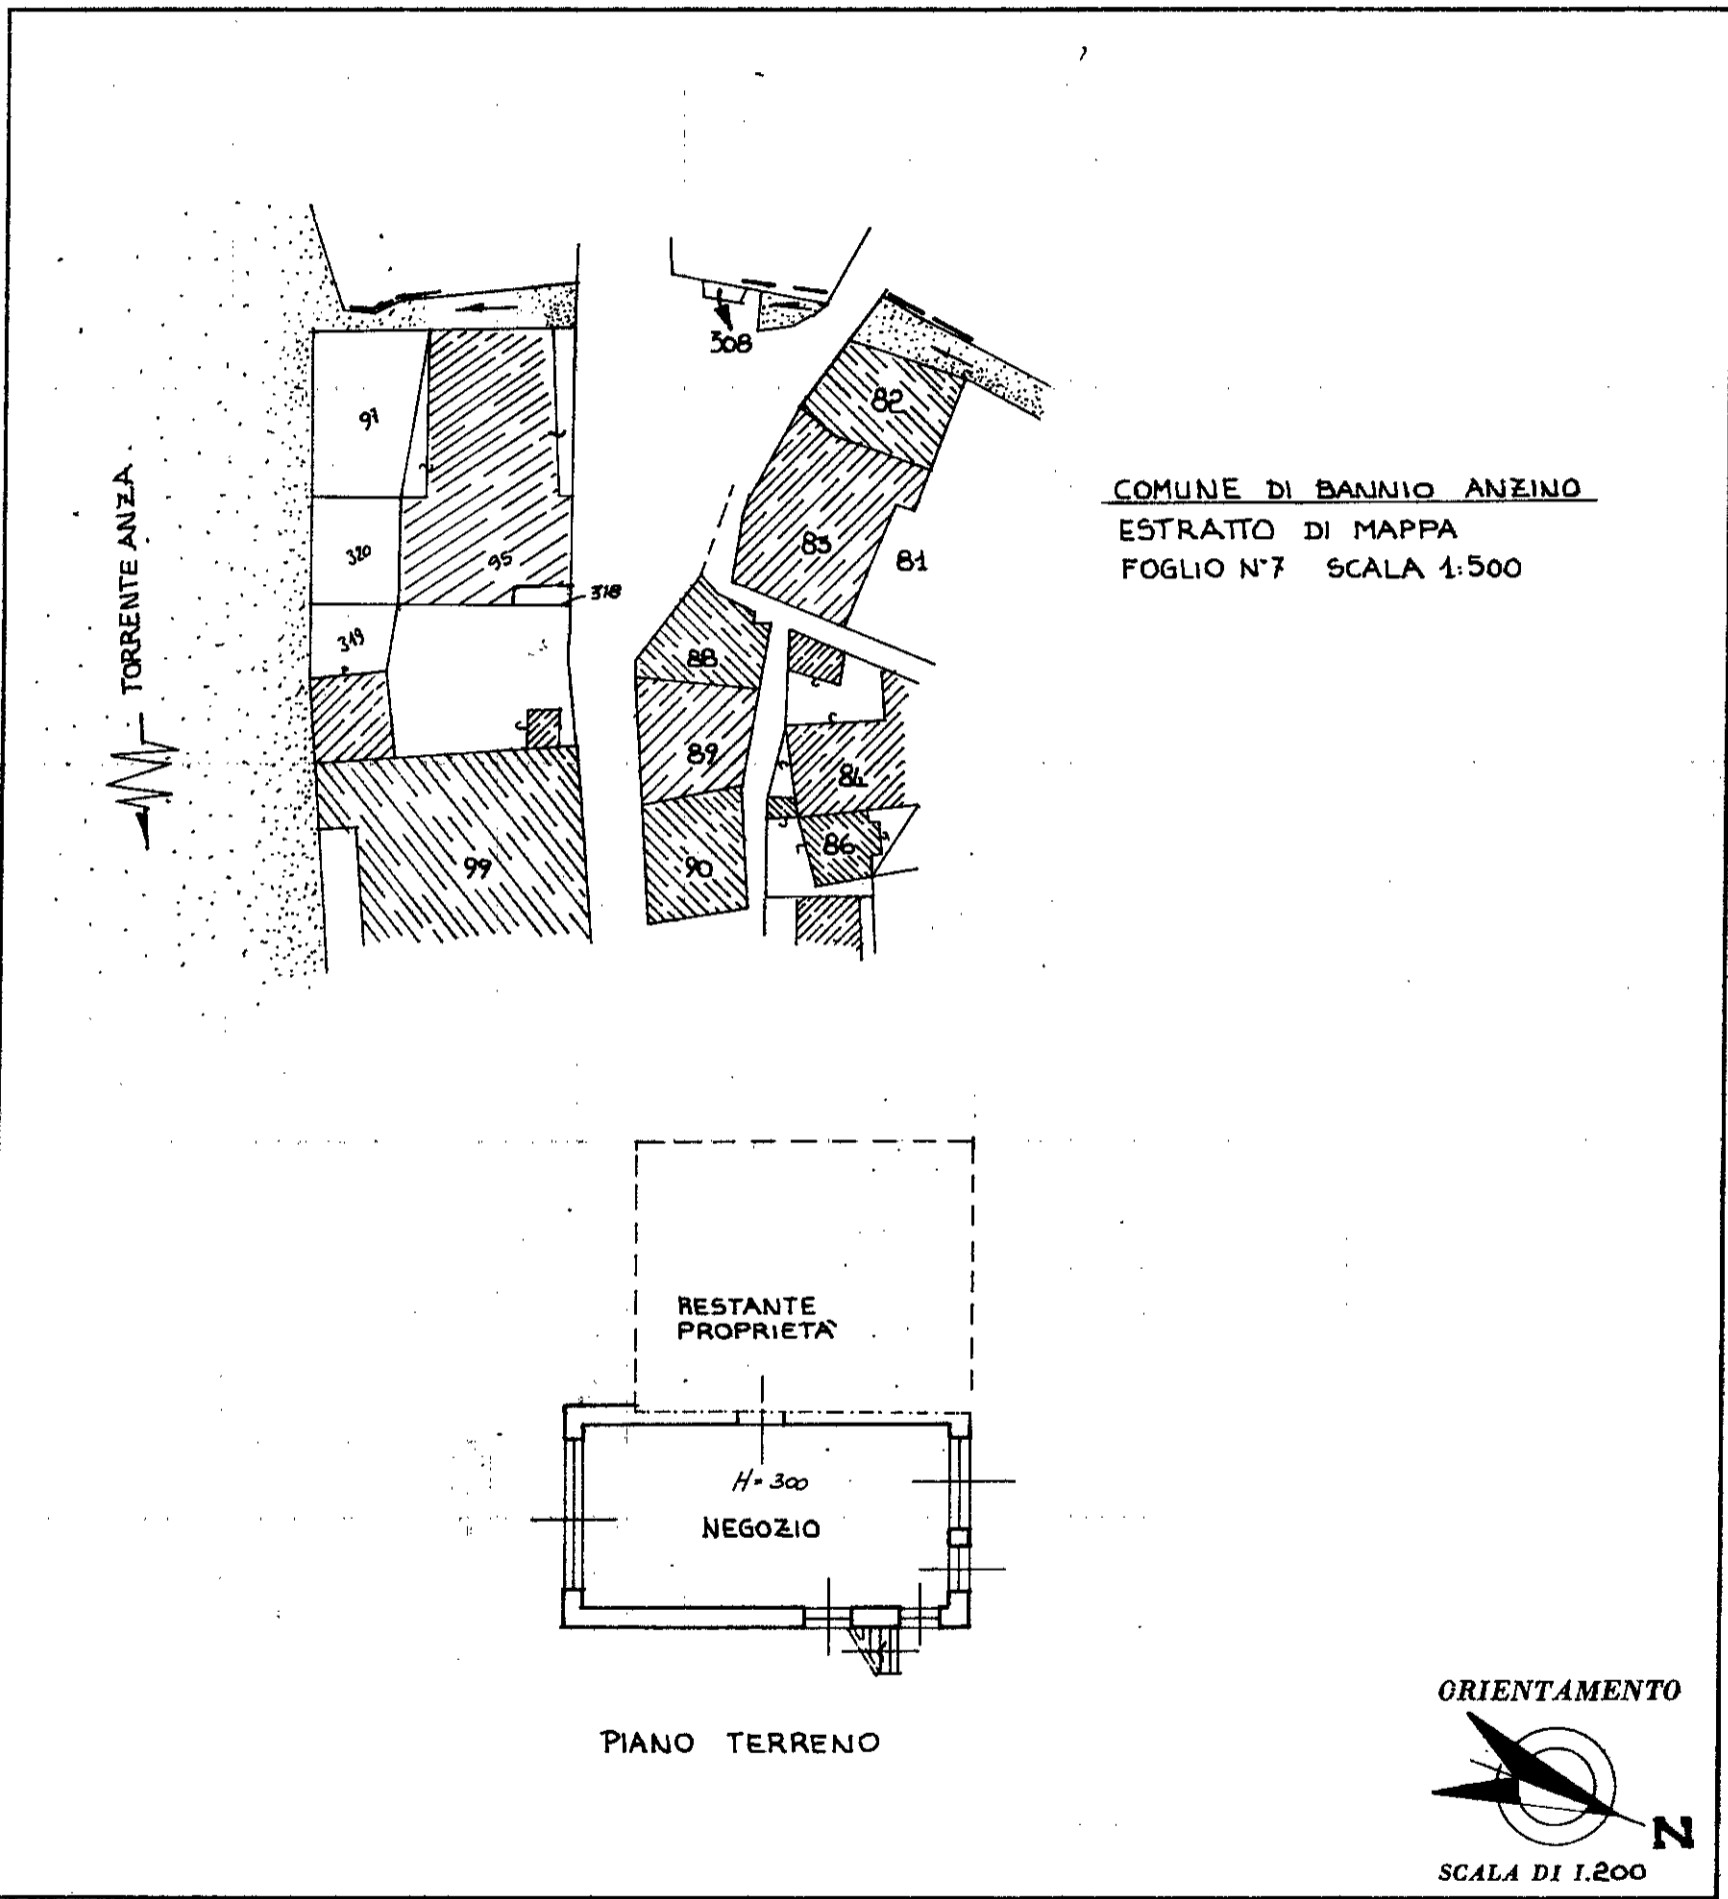 308
82
97
COMUNE DI BANNIO ANZINO
ESTRATTO DI MAPPA
FOGLIO N°7 SCALA 1:500
83
81
320
95
318
319
TORRENTE ANZA
88
89
84
86
90
99
RESTANTE
PROPRIETÀ
H=300
NEGOZIO
PIANO TERRENO
ORIENTAMENTO
N
SCALA DI 1.200